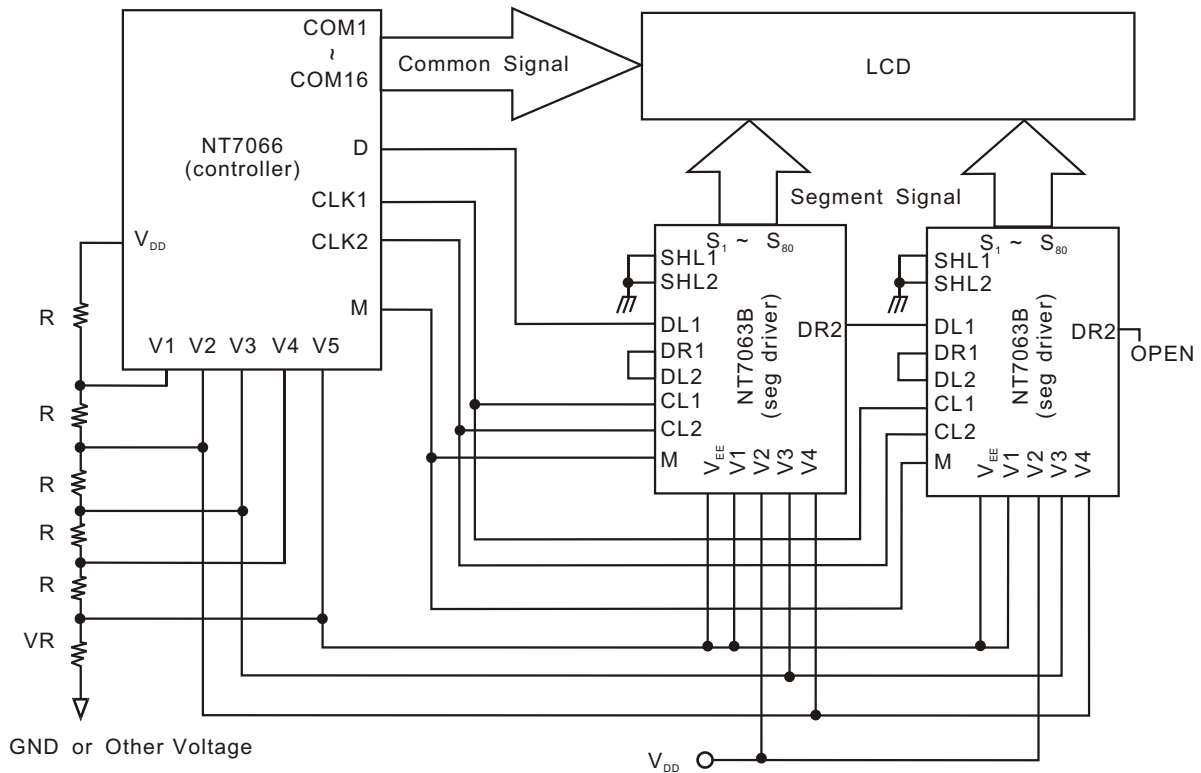 COM1
~
COM16
Common Signal
LCD
NT7066
(controller)
D
CLK1
CLK2
M
VDD
V1 V2 V3 V4 V5
R
R
R
R
R
VR
GND or Other Voltage
Segment Signal
S1 ~ S80
SHL1
SHL2
DL1
DR1
DL2
CL1
CL2
M
DR2
NT7063B
(seg driver)
VEE V1 V2 V3 V4
S1 ~ S80
SHL1
SHL2
DL1
DR1
DL2
CL1
CL2
M
DR2
OPEN
NT7063B
(seg driver)
VEE V1 V2 V3 V4
VDD